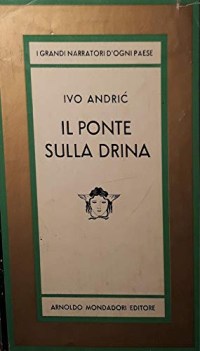 I GRANDI NARRATORI D'OGNI PAESE
IVO ANDRIĆ
IL PONTE
SULLA DRINA
ARNOLDO MONDADORI EDITORE